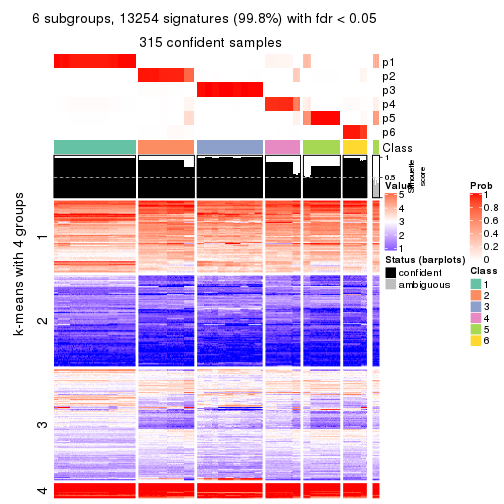 6 subgroups, 13254 signatures (99.8%) with fdr < 0.05
315 confident samples
p1
p2
p3
p4
p5
p6
Class
1
0.5
Silhouette
score
k-means with 4 groups
1
2
3
4
Value
5
4
3
2
1
Status (barplots)
confident
ambiguous
Prob
1
0.8
0.6
0.4
0.2
0
Class
1
2
3
4
5
6